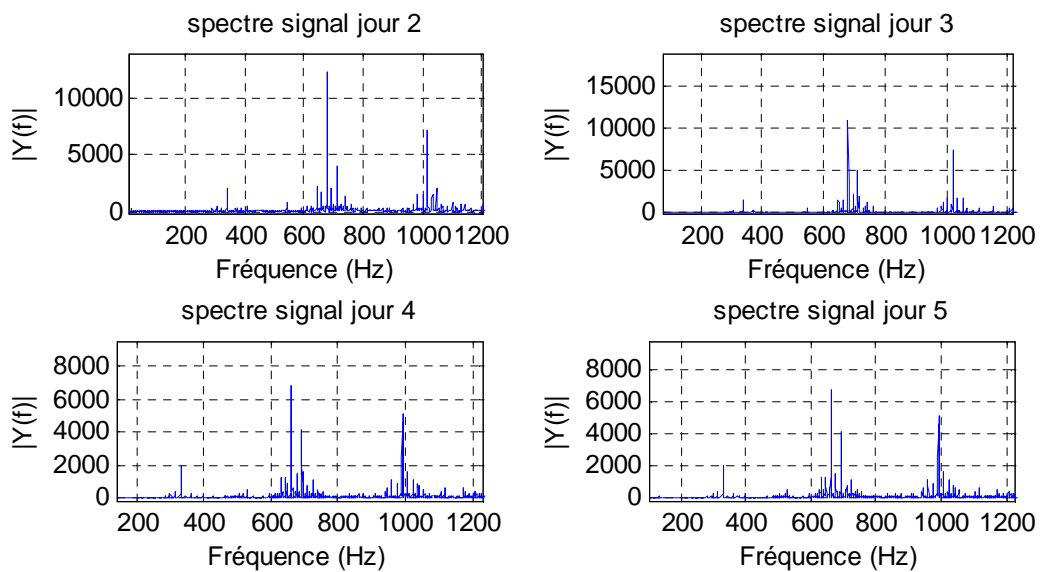 spectre signal jour 2
|Y(f)|
10000
5000
0
200 400 600 800 1000 1200
Fréquence (Hz)
spectre signal jour 3
|Y(f)|
15000
10000
5000
0
200 400 600 800 1000 1200
Fréquence (Hz)
spectre signal jour 4
|Y(f)|
8000
6000
4000
2000
0
200 400 600 800 1000 1200
Fréquence (Hz)
spectre signal jour 5
|Y(f)|
8000
6000
4000
2000
0
200 400 600 800 1000 1200
Fréquence (Hz)